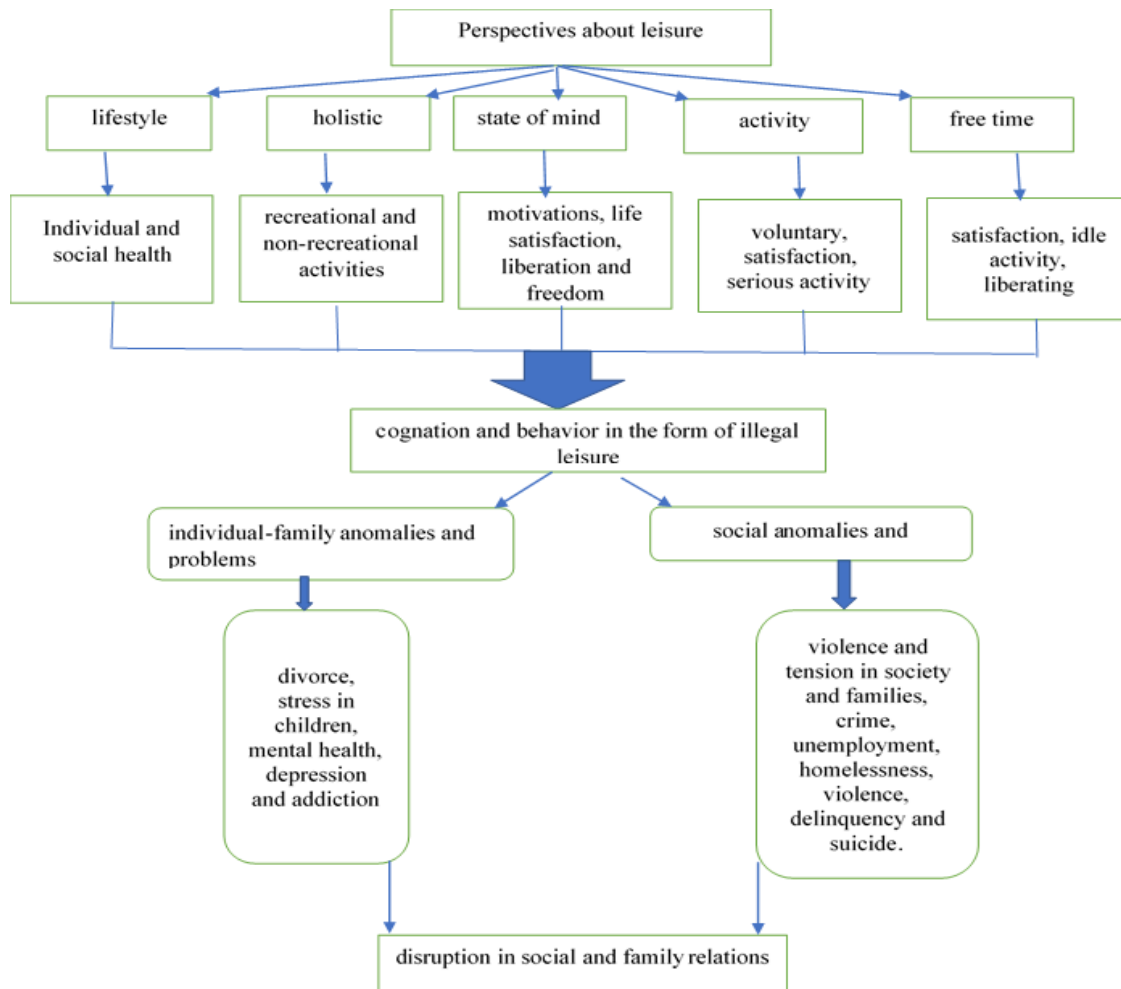 Perspectives about leisure
lifestyle
holistic
state of mind
activity
free time
Individual and
social health
recreational and
non-recreational
activities
motivations, life
satisfaction,
liberation and
freedom
voluntary,
satisfaction,
serious activity
satisfaction, idle
activity,
liberating
cognation and behavior in the form of illegal
leisure
individual-family anomalies and
problems
social anomalies and
divorce,
stress in
children,
mental health,
depression
and addiction
violence and
tension in society
and families,
crime,
unemployment,
homelessness,
violence,
delinquency and
suicide.
disruption in social and family relations